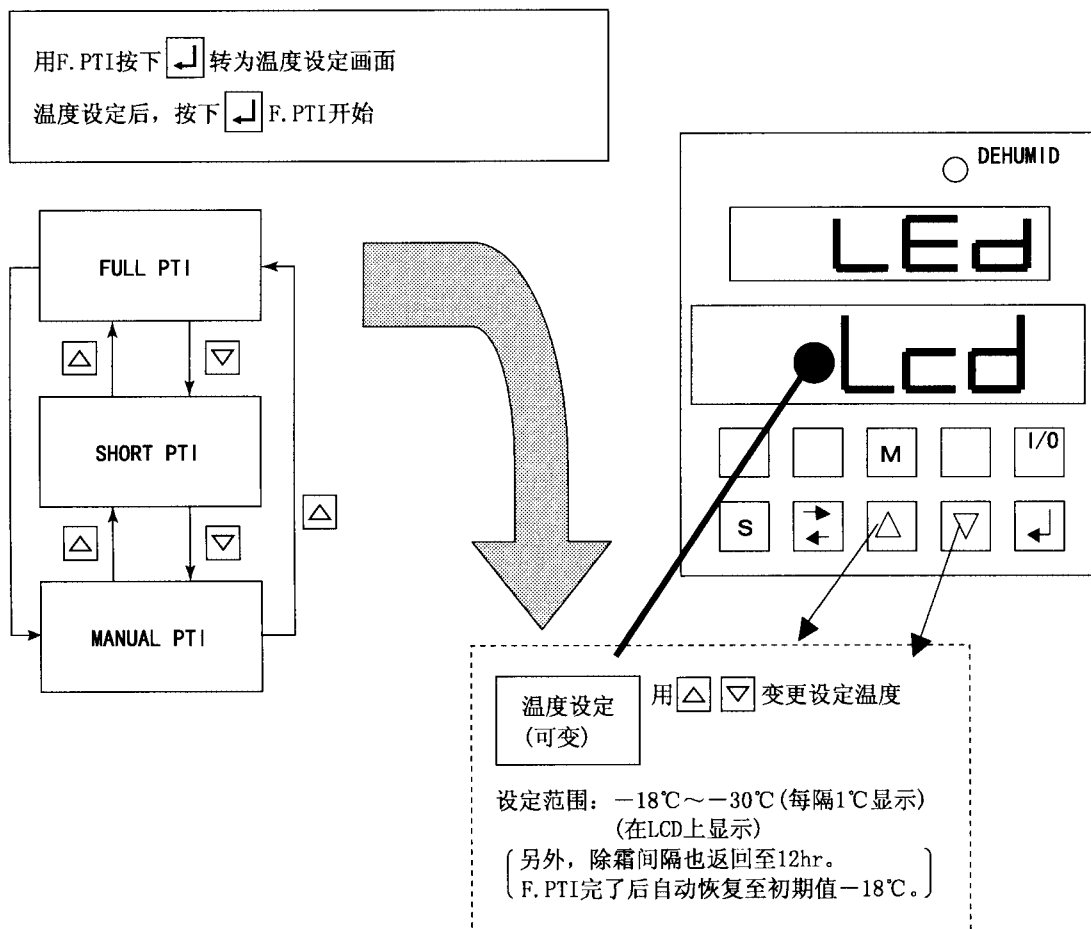 用F.PTI按下 ↵ 转为温度设定画面
温度设定后，按下 ↵ F.PTI开始
FULL PTI
△ ▽
SHORT PTI
△ ▽
△
MANUAL PTI
DEHUMID
LEd
Lcd
M
I/O
S
△
▽
↵
温度设定
(可变)
用 △ ▽ 变更设定温度
设定范围：－18℃～－30℃(每隔1℃显示)
(在LCD上显示)
另外，除霜间隔也返回至12hr。
F.PTI完了后自动恢复至初期值－18℃。